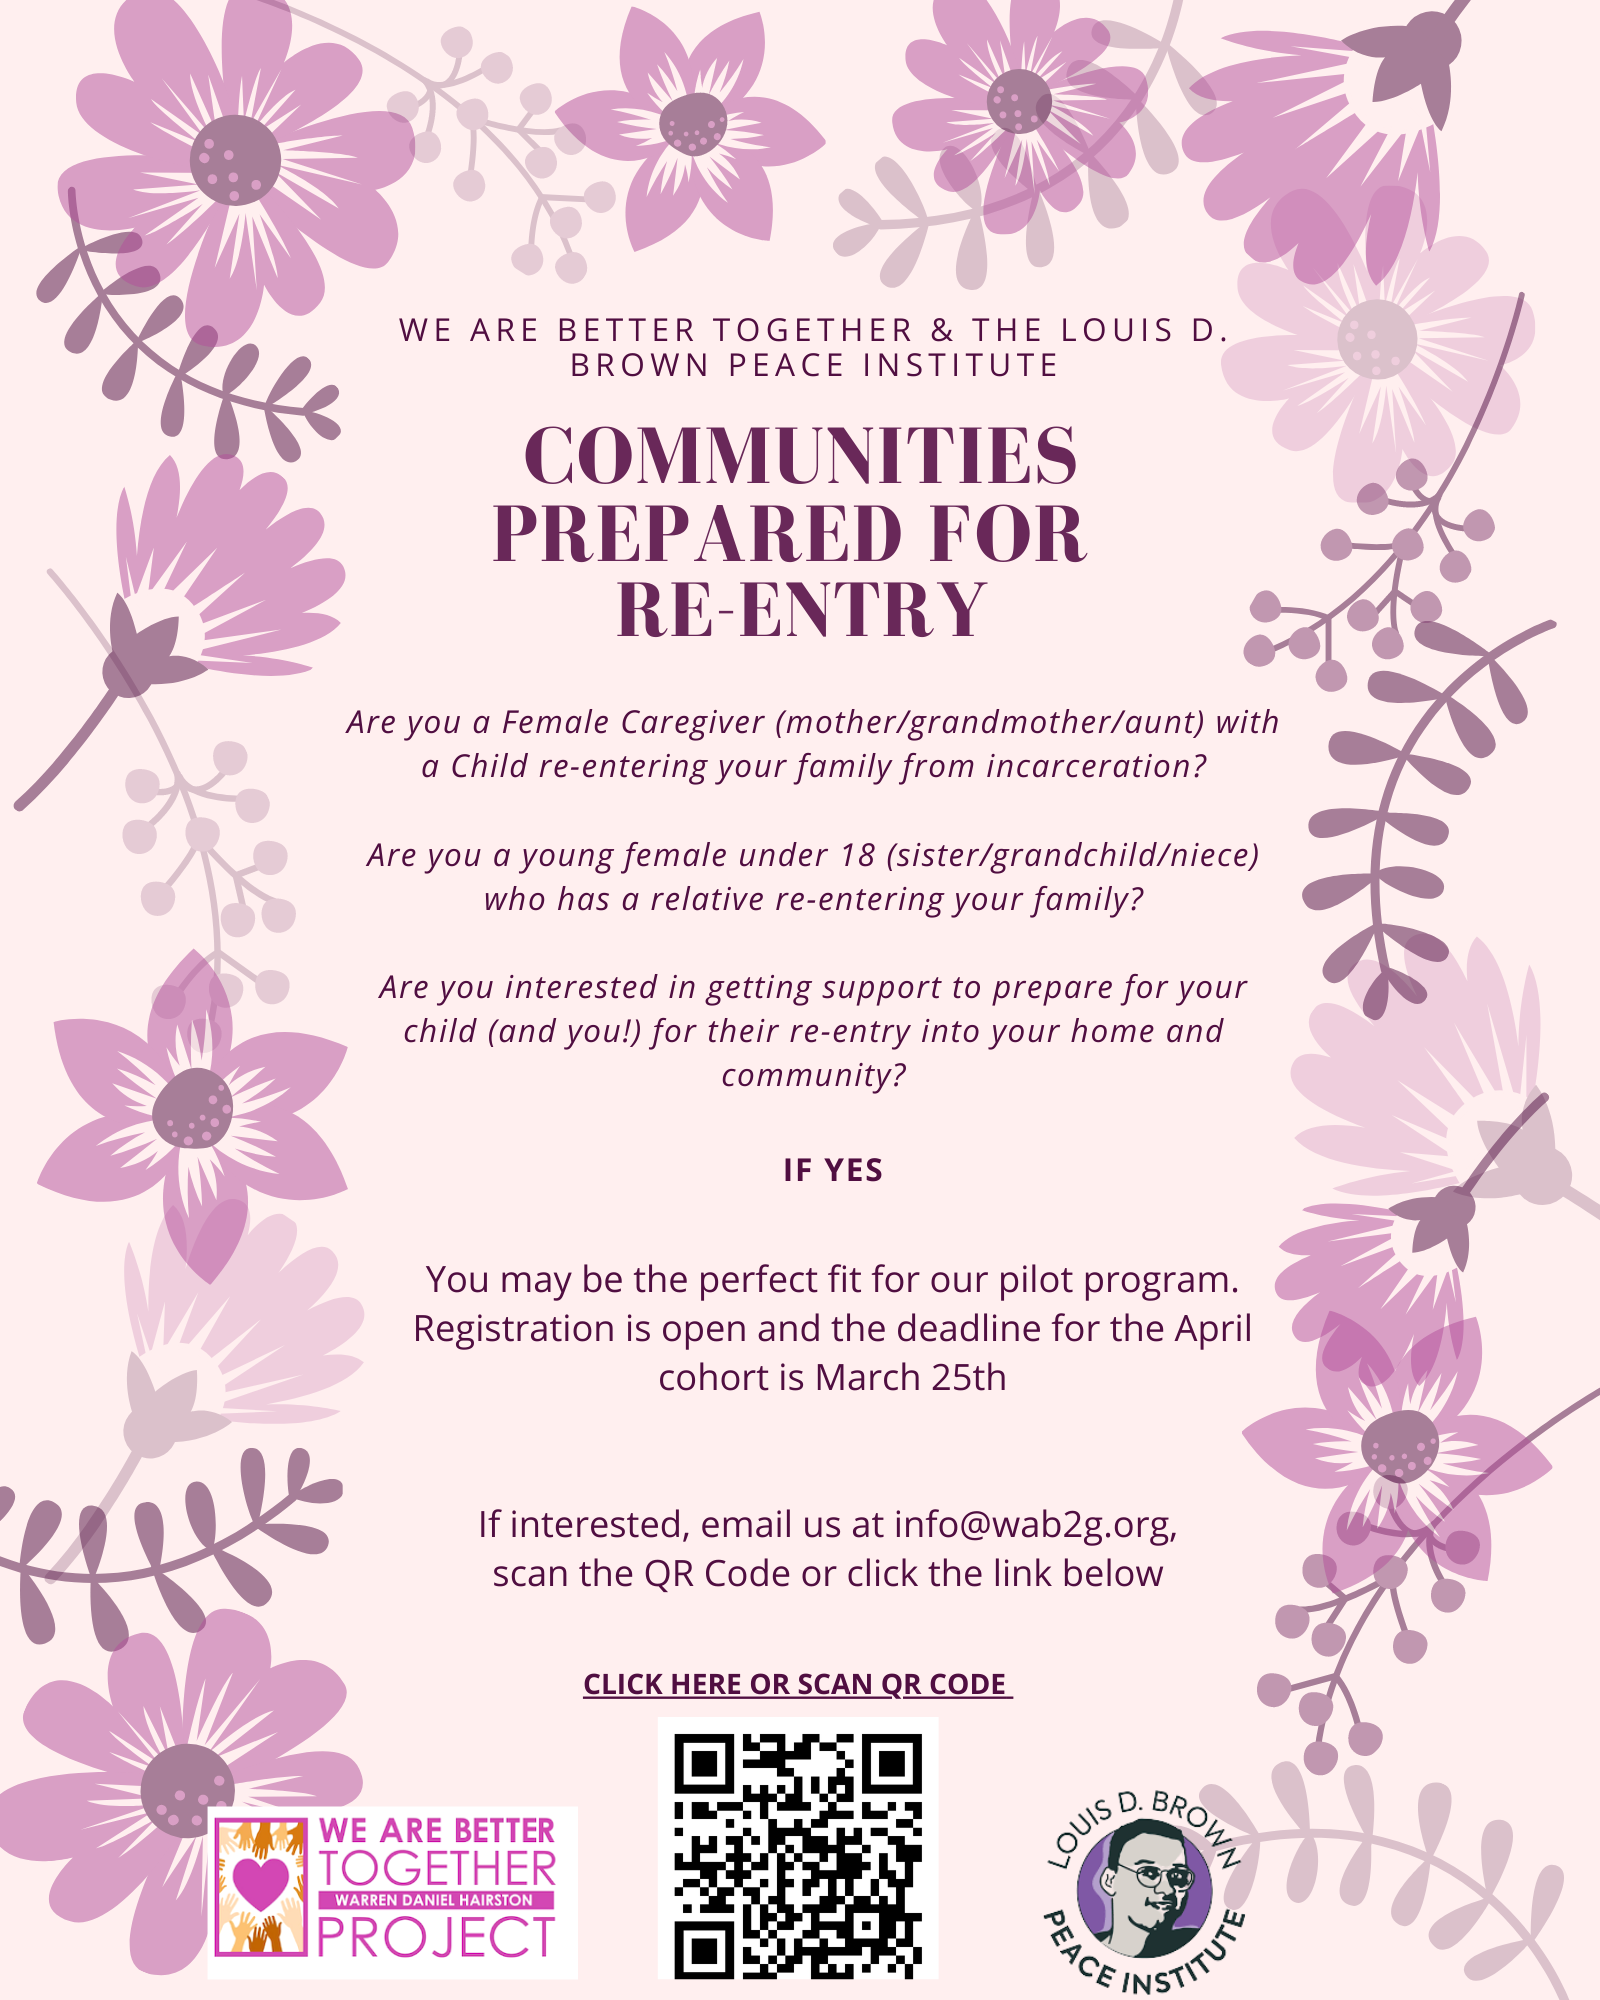 WE ARE BETTER TOGETHER & THE LOUIS D.
BROWN PEACE INSTITUTE
COMMUNITIES
PREPARED FOR
RE-ENTRY
Are you a Female Caregiver (mother/grandmother/aunt) with
a Child re-entering your family from incarceration?
Are you a young female under 18 (sister/grandchild/niece)
who has a relative re-entering your family?
Are you interested in getting support to prepare for your
child (and you!) for their re-entry into your home and
community?
IF YES
You may be the perfect fit for our pilot program.
Registration is open and the deadline for the April
cohort is March 25th
If interested, email us at info@wab2g.org,
scan the QR Code or click the link below
CLICK HERE OR SCAN QR CODE
WE ARE BETTER
TOGETHER
WARREN DANIEL HAIRSTON
PROJECT
LOUIS D. BROWN
PEACE INSTITUTE